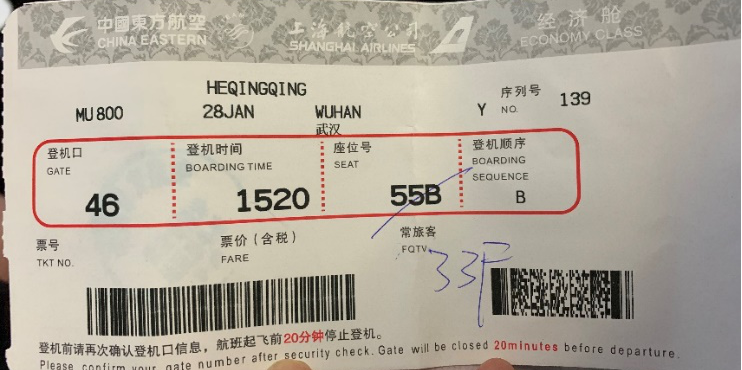 中國東方航空 上海航空公司 经济舱
CHINA EASTERN SHANGHAI AIRLINES ECONOMY CLASS
HEQINGQING
MU800 28JAN WUHAN Y 序列号 139
武汉 NO.
登机口 登机时间 座位号 登机顺序
GATE BOARDING TIME SEAT BOARDING
SEQUENCE
46 1520 55B B
票号 票价（含税） 常旅客
TKT NO. FARE FQTV
33F
登机前请再次确认登机口信息，航班起飞前20分钟停止登机。
Please confirm your gate number after security check. Gate will be closed 20minutes before departure.